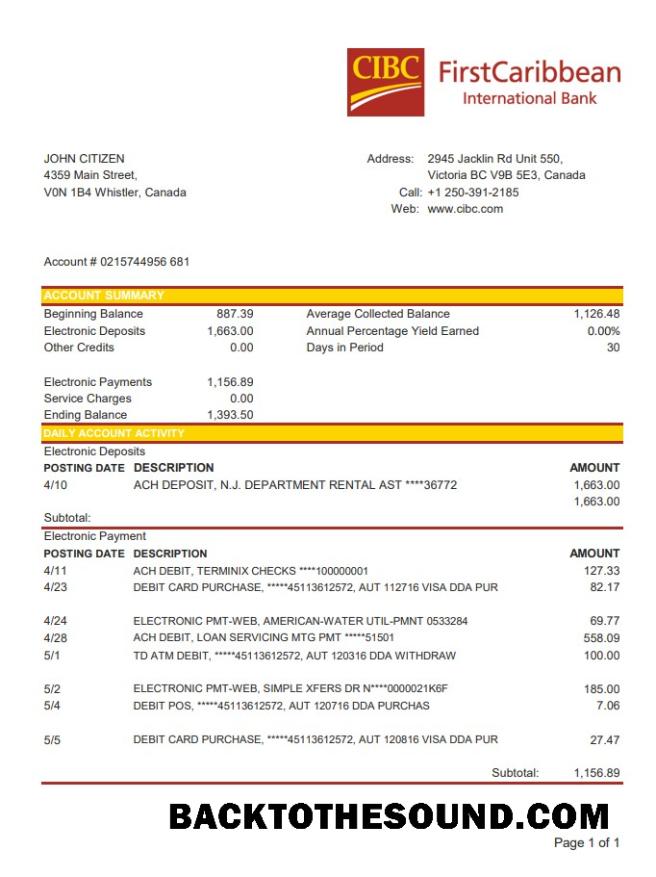 CIBC FirstCaribbean
International Bank
JOHN CITIZEN
4359 Main Street,
V0N 1B4 Whistler, Canada
Address: 2945 Jacklin Rd Unit 550,
Victoria BC V9B 5E3, Canada
Call: +1 250-391-2185
Web: www.cibc.com
Account # 0215744956 681
ACCOUNT SUMMARY
Beginning Balance 887.39 Average Collected Balance 1,126.48
Electronic Deposits 1,663.00 Annual Percentage Yield Earned 0.00%
Other Credits 0.00 Days in Period 30
Electronic Payments 1,156.89
Service Charges 0.00
Ending Balance 1,393.50
DAILY ACCOUNT ACTIVITY
Electronic Deposits
POSTING DATE DESCRIPTION AMOUNT
4/10 ACH DEPOSIT, N.J. DEPARTMENT RENTAL AST ****36772 1,663.00
1,663.00
Subtotal:
Electronic Payment
POSTING DATE DESCRIPTION AMOUNT
4/11 ACH DEBIT, TERMINIX CHECKS ****100000001 127.33
4/23 DEBIT CARD PURCHASE, *****45113612572, AUT 112716 VISA DDA PUR 82.17
4/24 ELECTRONIC PMT-WEB, AMERICAN-WATER UTIL-PMNT 0533284 69.77
4/28 ACH DEBIT, LOAN SERVICING MTG PMT *****51501 558.09
5/1 TD ATM DEBIT, *****45113612572, AUT 120316 DDA WITHDRAW 100.00
5/2 ELECTRONIC PMT-WEB, SIMPLE XFERS DR N****0000021K6F 185.00
5/4 DEBIT POS, *****45113612572, AUT 120716 DDA PURCHAS 7.06
5/5 DEBIT CARD PURCHASE, *****45113612572, AUT 120816 VISA DDA PUR 27.47
Subtotal: 1,156.89
BACKTOTHESOUND.COM
Page 1 of 1